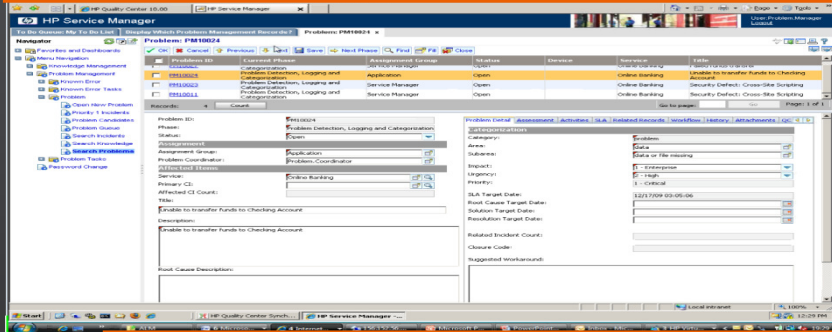 HP Quality Center 10.00
HP Service Manager
Page
Tools
HP Service Manager
User: Problem.Manager
Logout
To Do Queue: My To Do List
Display Which Problem Management Records?
Problem: PM10024
Navigator
Problem: PM10024
OK Cancel Previous Next Save Next Phase Find Fill Close
Favorites and Dashboards
Menu Navigation
Knowledge Management
Problem Management
Known Error
Known Error Tasks
Problem
Open New Problem
Priority 1 Incidents
Problem Candidates
Problem Queue
Search Incidents
Search Knowledge
Search Problems
Problem Tasks
Password Change
Problem ID Current Phase Assignment Group Status Device Service Title
Categorization
PM10024 Problem Detection, Logging and Categorization Application Open Online Banking Unable to transfer funds to Checking Account
PM10023 Problem Detection, Logging and Categorization Service Manager Open Online Banking Security Defect: Cross-Site Scripting
PM10011 Problem Detection, Logging and Categorization Service Manager Open Online Banking Security Defect: Cross-Site Scripting
Records: 4 Count Go to page: Go Page: 1 of 1
Problem ID: PM10024
Phase: Problem Detection, Logging and Categorization
Status: Open
Assignment
Assignment Group: Application
Problem Coordinator: Problem.Coordinator
Affected Items
Service: Online Banking
Primary CI:
Affected CI Count:
Title:
Unable to transfer funds to Checking Account
Description:
Unable to transfer funds to Checking Account
Root Cause Description:
Problem Detail Assessment Activities SLA Related Records Workflow History Attachments QC
Categorization
Category: problem
Area: data
Subarea: data or file missing
Impact: 1 - Enterprise
Urgency: 2 - High
Priority: 1 - Critical
SLA Target Date: 12/17/09 03:05:06
Root Cause Target Date:
Solution Target Date:
Resolution Target Date:
Related Incident Count:
Closure Code:
Suggested Workaround:
Local intranet
100%
Start
HP Quality Center Synch...
HP Service Manager -...
12:29 PM